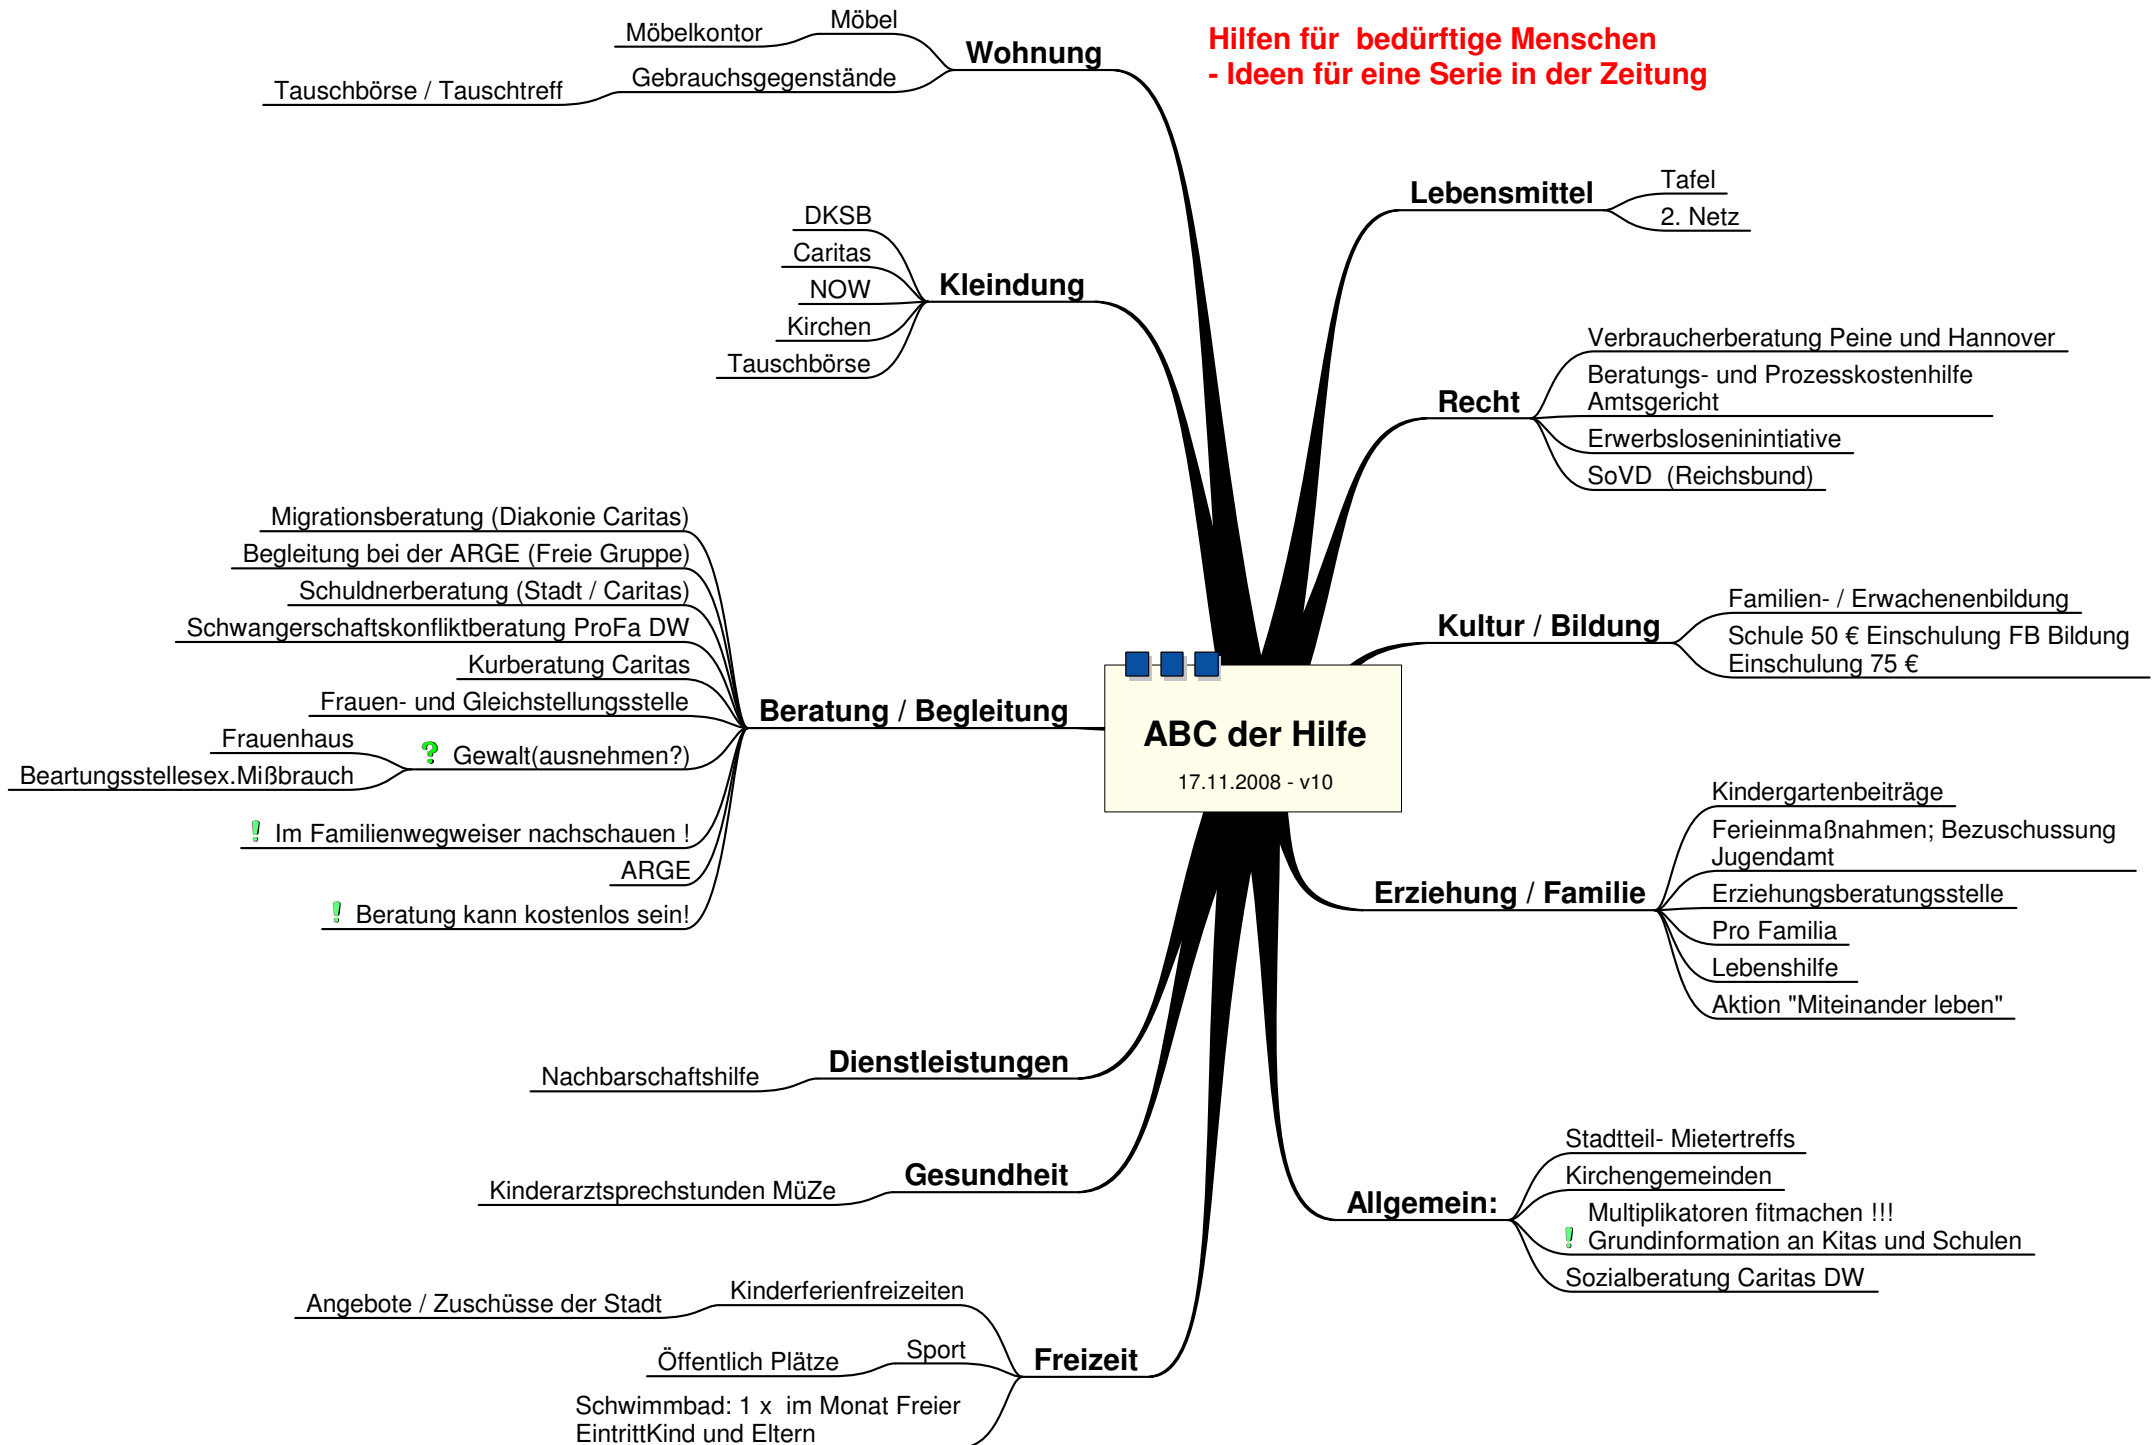 Hilfen für  bedürftige Menschen
- Ideen für eine Serie in der Zeitung
ABC der Hilfe
17.11.2008 - v10
Wohnung
Möbel
Möbelkontor
Gebrauchsgegenstände
Tauschbörse / Tauschtreff
Kleindung
DKSB
Caritas
NOW
Kirchen
Tauschbörse
Beratung / Begleitung
Migrationsberatung (Diakonie Caritas)
Begleitung bei der ARGE (Freie Gruppe)
Schuldnerberatung (Stadt / Caritas)
Schwangerschaftskonfliktberatung ProFa DW
Kurberatung Caritas
Frauen- und Gleichstellungsstelle
? Gewalt(ausnehmen?)
Frauenhaus
Beartungsstellesex.Mißbrauch
! Im Familienwegweiser nachschauen !
ARGE
! Beratung kann kostenlos sein!
Dienstleistungen
Nachbarschaftshilfe
Gesundheit
Kinderarztsprechstunden MüZe
Freizeit
Kinderferienfreizeiten
Angebote / Zuschüsse der Stadt
Sport
Öffentlich Plätze
Schwimmbad: 1 x  im Monat Freier
EintrittKind und Eltern
Lebensmittel
Tafel
2. Netz
Recht
Verbraucherberatung Peine und Hannover
Beratungs- und Prozesskostenhilfe
Amtsgericht
Erwerbsloseninintiative
SoVD  (Reichsbund)
Kultur / Bildung
Familien- / Erwachenenbildung
Schule 50 € Einschulung FB Bildung
Einschulung 75 €
Erziehung / Familie
Kindergartenbeiträge
Ferieinmaßnahmen; Bezuschussung
Jugendamt
Erziehungsberatungsstelle
Pro Familia
Lebenshilfe
Aktion "Miteinander leben"
Allgemein:
Stadtteil- Mietertreffs
Kirchengemeinden
Multiplikatoren fitmachen !!!
! Grundinformation an Kitas und Schulen
Sozialberatung Caritas DW